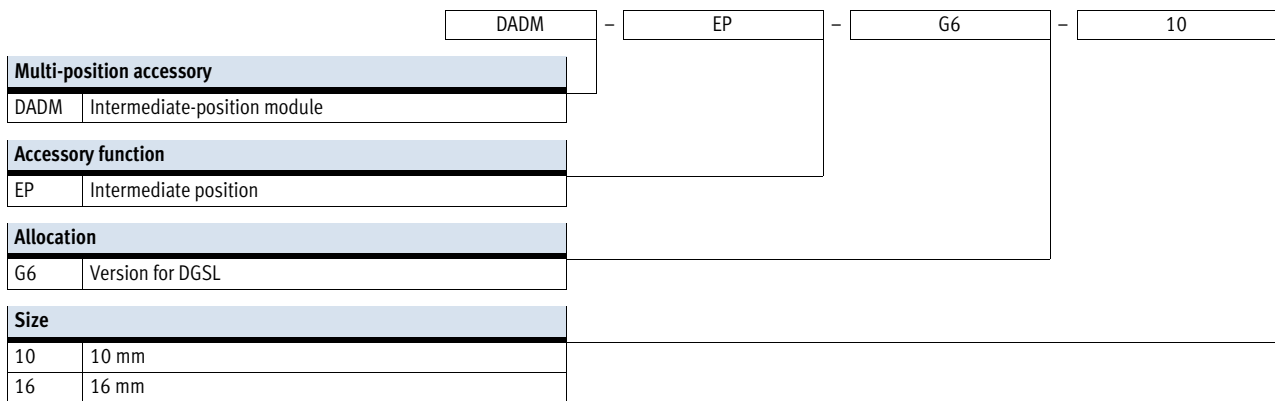 DADM – EP – G6 – 10
Multi-position accessory
DADM Intermediate-position module
Accessory function
EP Intermediate position
Allocation
G6 Version for DGSL
Size
10 10 mm
16 16 mm